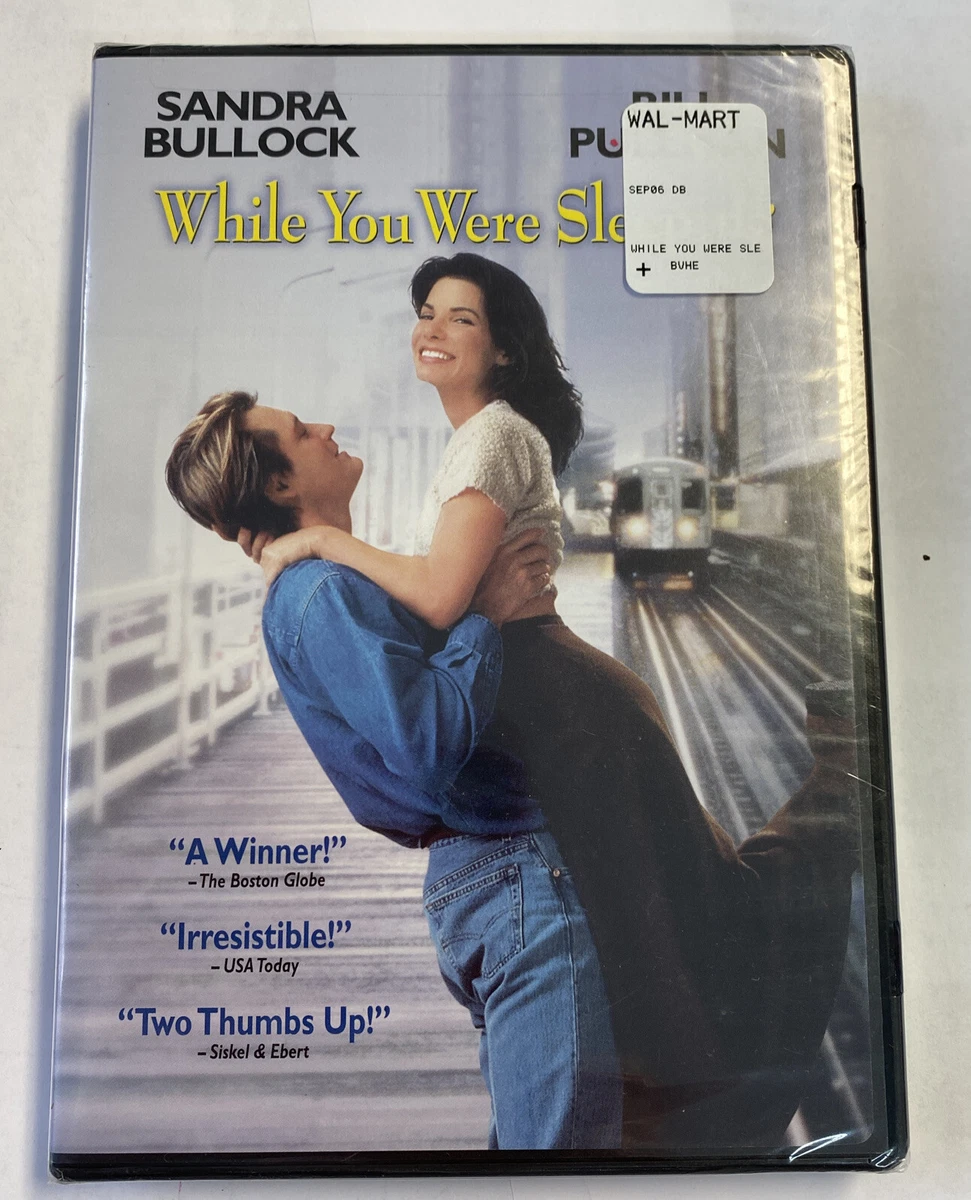 SANDRA
BULLOCK
BILL
WAL-MART
SEP06 DB
WHILE YOU WERE SLE
+ BVHE
While You Were
“A Winner!”
– The Boston Globe
“Irresistible!”
– USA Today
“Two Thumbs Up!”
– Siskel & Ebert